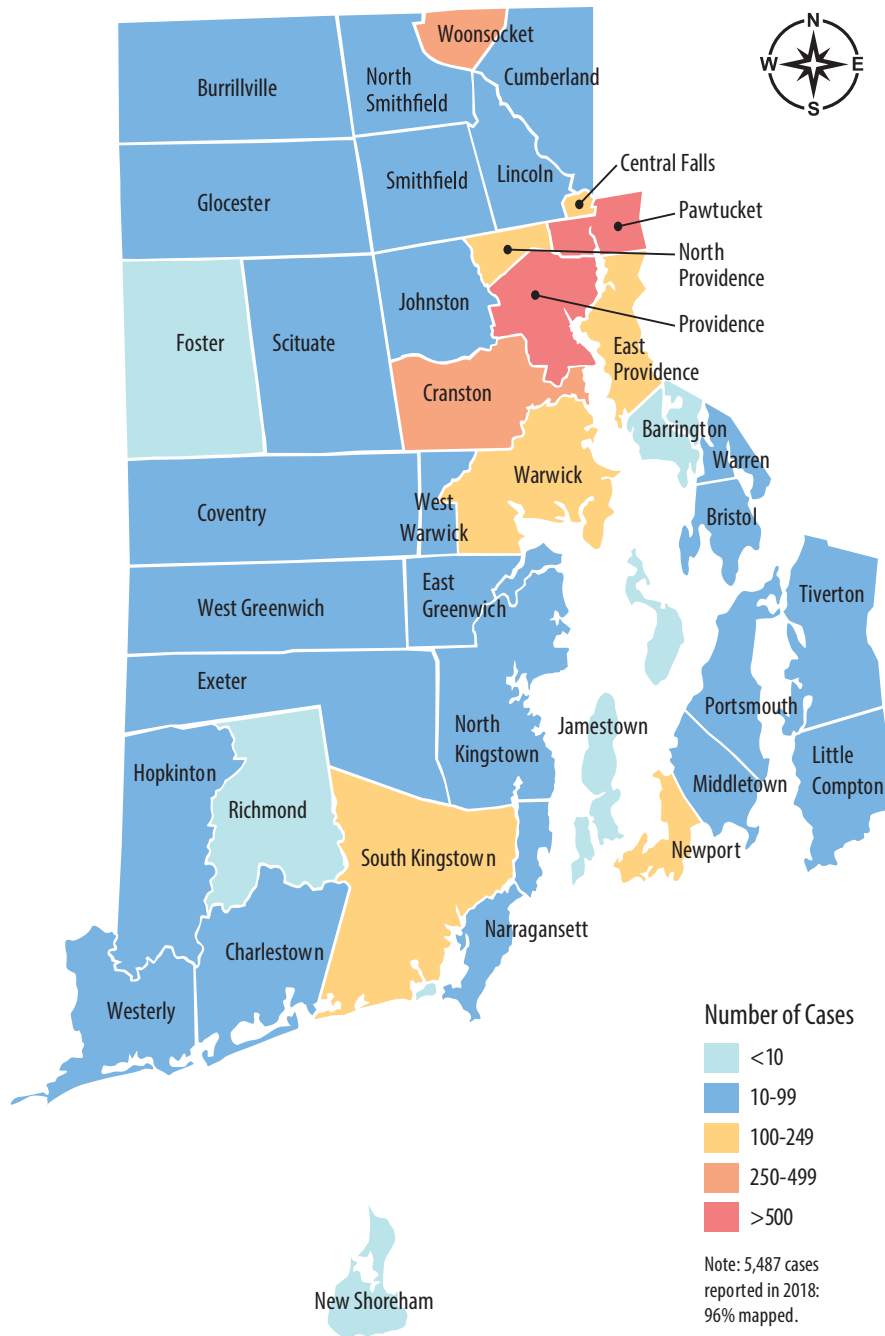 N
W E
S
Woonsocket
Burrillville
North
Smithfield
Cumberland
Central Falls
Lincoln
Smithfield
Glocester
Pawtucket
North
Providence
Johnston
Providence
Foster
Scituate
East
Providence
Cranston
Barrington
Warren
Warwick
Coventry
West
Warwick
Bristol
East
Greenwich
West Greenwich
Tiverton
Exeter
Portsmouth
North
Kingstown
Jamestown
Little
Compton
Hopkinton
Middletown
Richmond
South Kingstown
Newport
Narragansett
Charlestown
Westerly
Number of Cases
<10
10-99
100-249
250-499
>500
Note: 5,487 cases
reported in 2018:
96% mapped.
New Shoreham